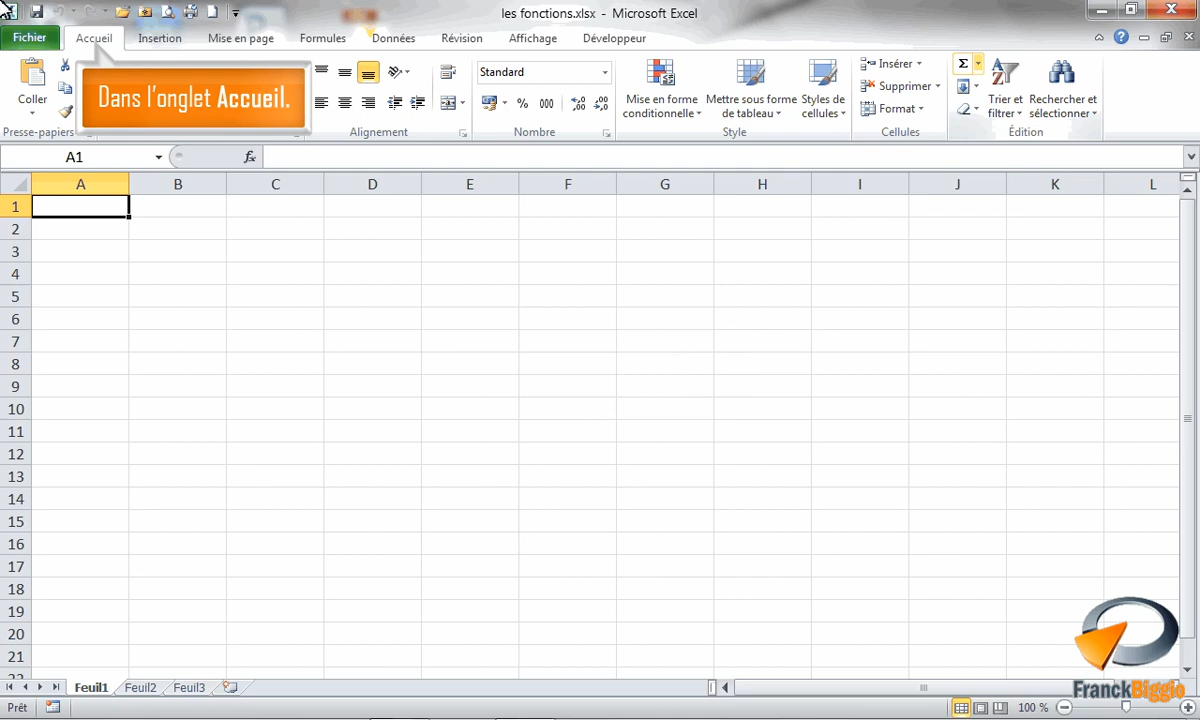 les fonctions.xlsx - Microsoft Excel
Fichier Accueil Insertion Mise en page Formules Données Révision Affichage Développeur
Coller
Presse-papiers
Dans l'onglet Accueil.
Alignement
Standard
% 000
Nombre
Mise en forme conditionnelle
Mettre sous forme de tableau
Styles de cellules
Style
Insérer
Supprimer
Format
Cellules
Σ
Trier et filtrer
Rechercher et sélectionner
Édition
A1 fx
A B C D E F G H I J K L
1
2
3
4
5
6
7
8
9
10
11
12
13
14
15
16
17
18
19
20
21
22
Feuil1 Feuil2 Feuil3
FranckBiggio
Prêt 100 %